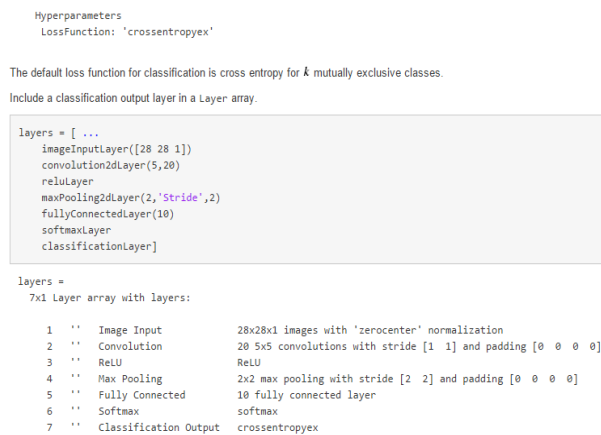 Hyperparameters
LossFunction: 'crossentropyex'
The default loss function for classification is cross entropy for k mutually exclusive classes.
Include a classification output layer in a Layer array.
layers = [ ...
imageInputLayer([28 28 1])
convolution2dLayer(5,20)
reluLayer
maxPooling2dLayer(2,'Stride',2)
fullyConnectedLayer(10)
softmaxLayer
classificationLayer]
layers =
7x1 Layer array with layers:
1 '' Image Input 28x28x1 images with 'zerocenter' normalization
2 '' Convolution 20 5x5 convolutions with stride [1 1] and padding [0 0 0 0]
3 '' ReLU ReLU
4 '' Max Pooling 2x2 max pooling with stride [2 2] and padding [0 0 0 0]
5 '' Fully Connected 10 fully connected layer
6 '' Softmax softmax
7 '' Classification Output crossentropyex